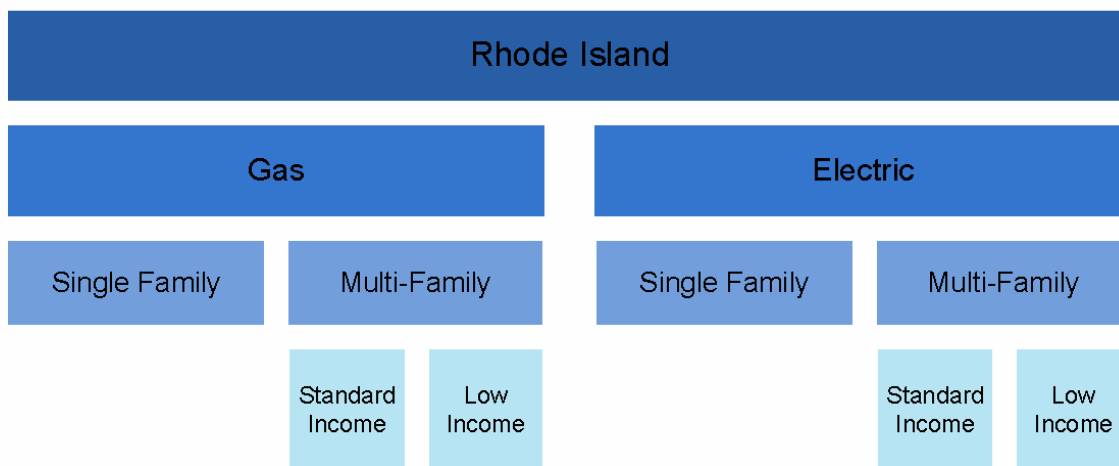 Rhode Island
Gas
Electric
Single Family
Multi-Family
Single Family
Multi-Family
Standard
Income
Low
Income
Standard
Income
Low
Income